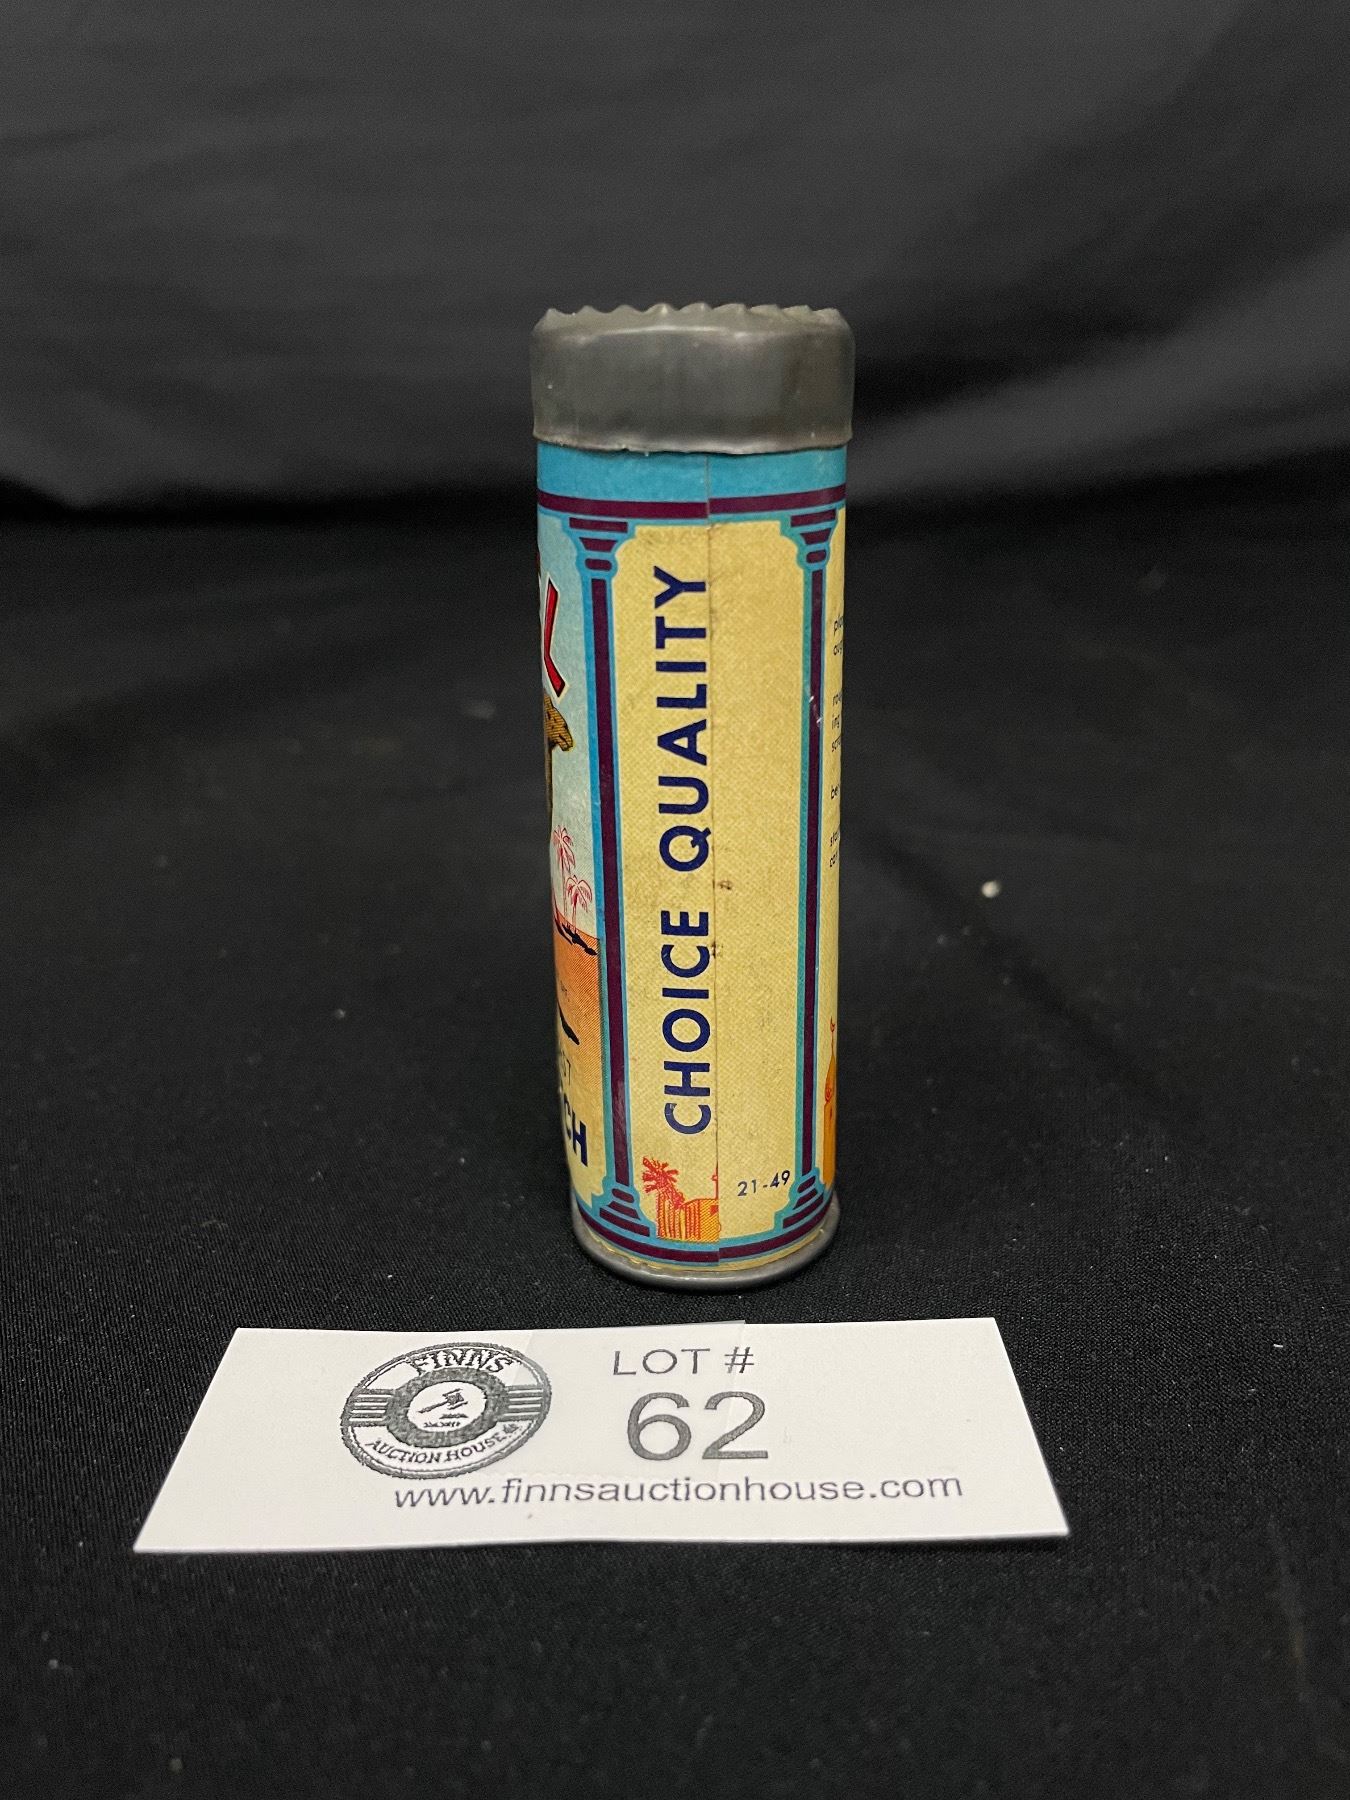 CHOICE QUALITY
21-49
FINNS
AUCTION HOUSE
LOT #
62
www.finnsauctionhouse.com